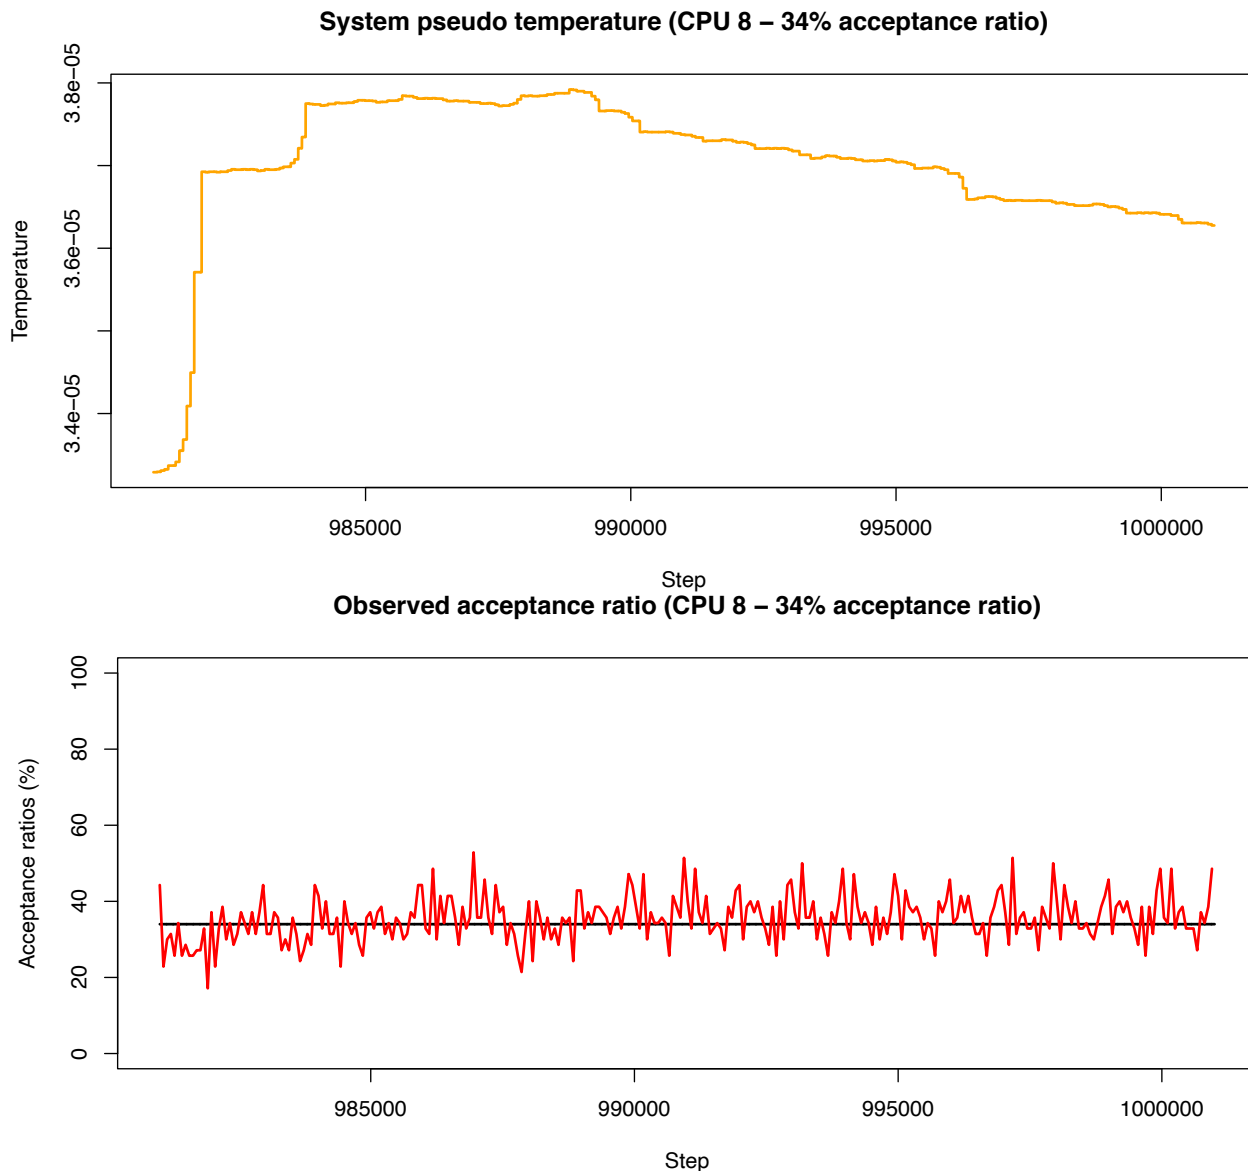 System pseudo temperature (CPU 8 – 34% acceptance ratio)
Temperature
3.8e−05
3.6e−05
3.4e−05
985000 990000 995000 1000000
Step
Observed acceptance ratio (CPU 8 – 34% acceptance ratio)
Acceptance ratios (%)
100
80
60
40
20
0
985000 990000 995000 1000000
Step